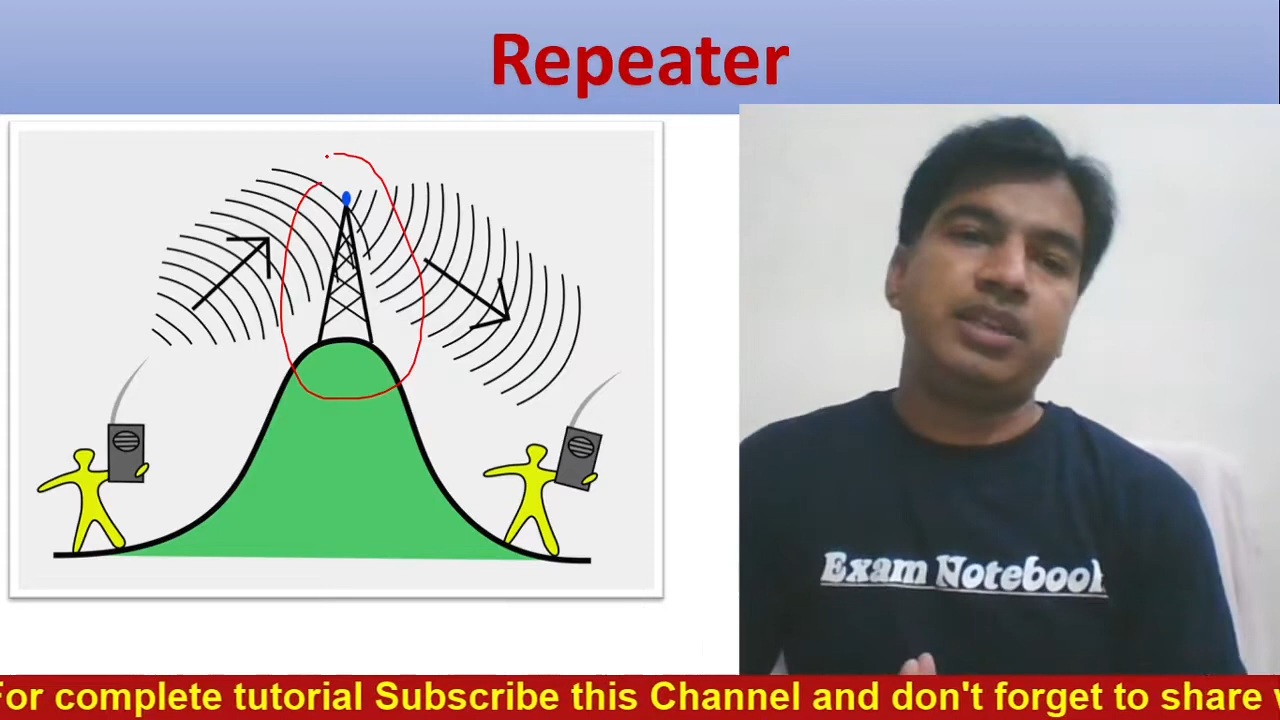 Repeater
Exam Notebook
For complete tutorial Subscribe this Channel and don't forget to share